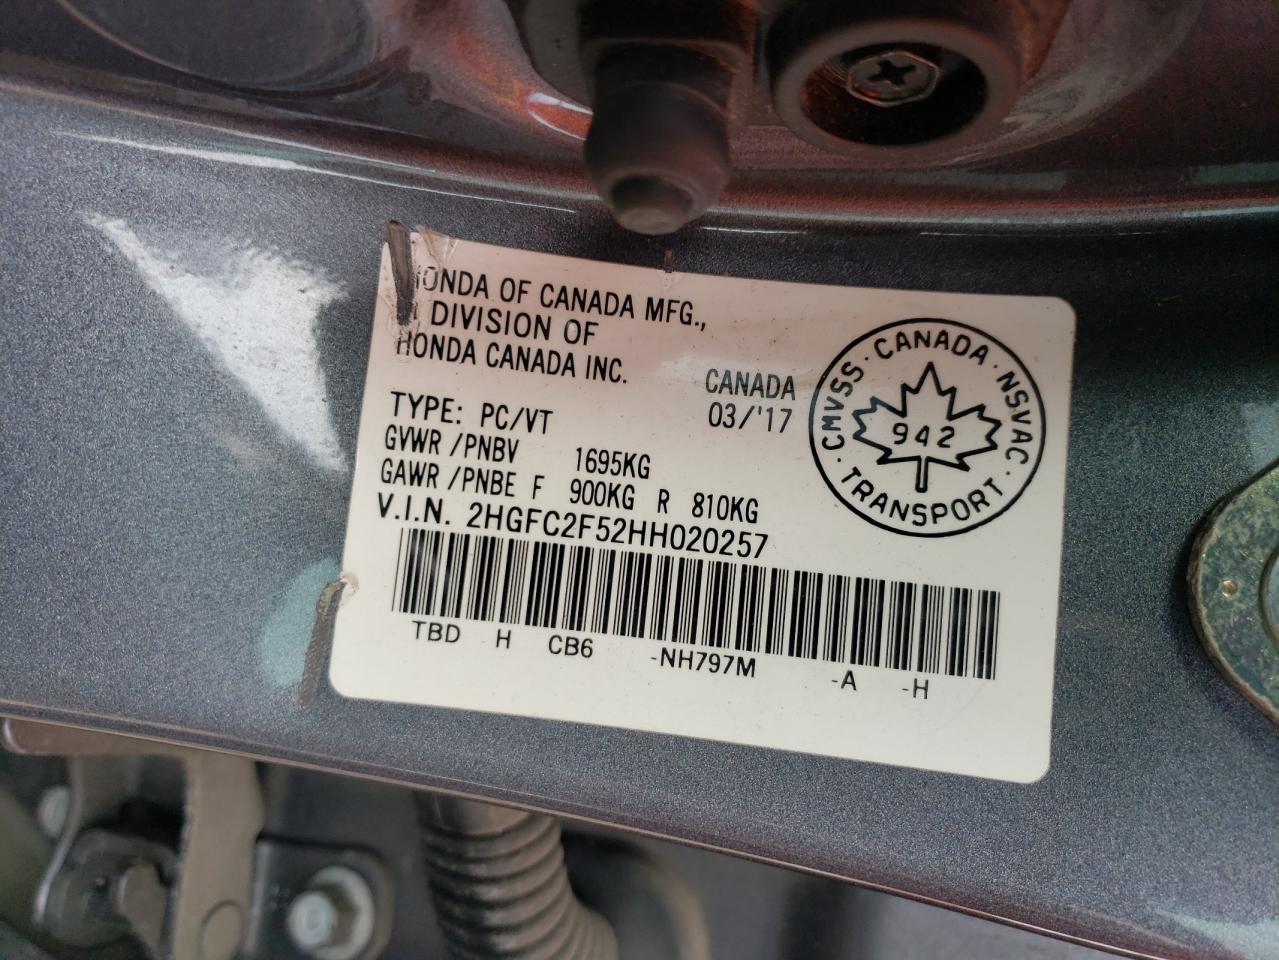 HONDA OF CANADA MFG.,
A DIVISION OF
HONDA CANADA INC.
CANADA
03/'17
TYPE: PC/VT
GVWR /PNBV 1695KG
GAWR /PNBE F 900KG R 810KG
V.I.N. 2HGFC2F52HH020257
TBD H CB6 -NH797M -A -H
CMVSS · CANADA · NSVAC · TRANSPORT ·
942